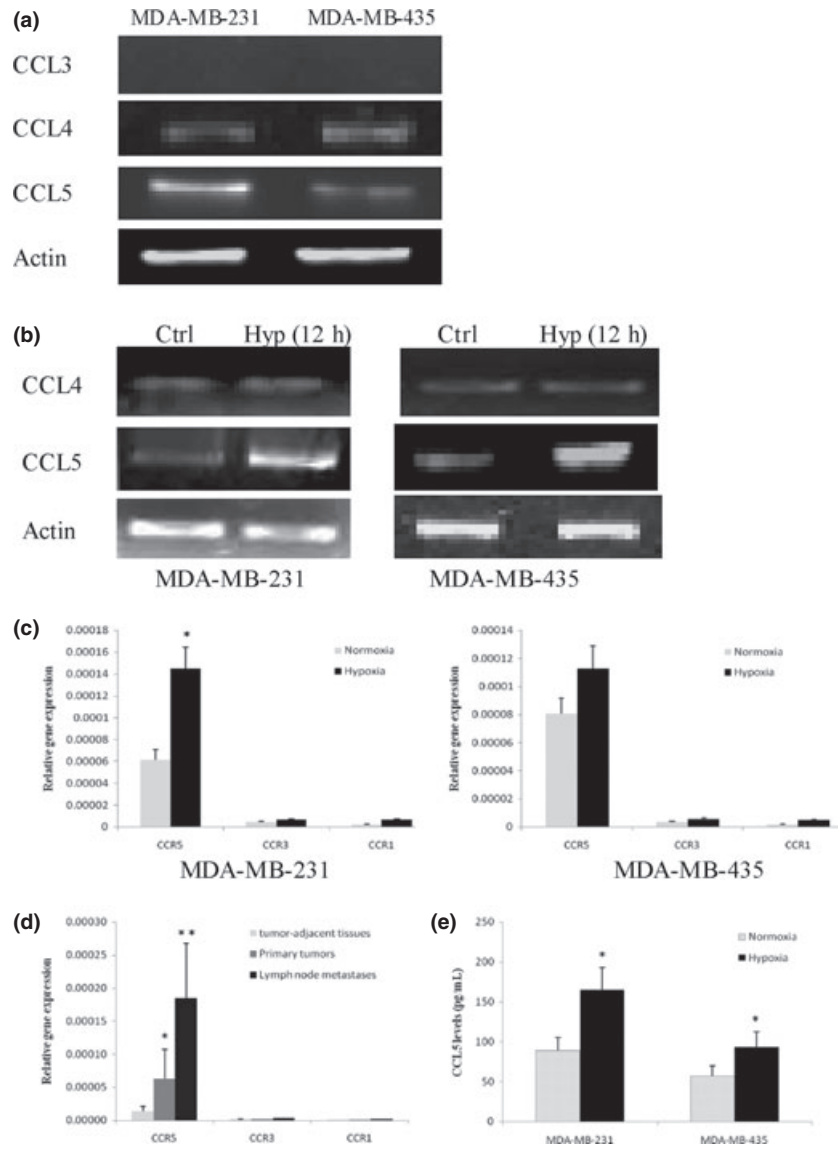 (a)
MDA-MB-231 MDA-MB-435
CCL3
CCL4
CCL5
Actin
(b)
Ctrl Hyp (12 h) Ctrl Hyp (12 h)
CCL4
CCL5
Actin
MDA-MB-231 MDA-MB-435
(c)
Relative gene expression
0.00018
0.00016
0.00014
0.00012
0.0001
0.00008
0.00006
0.00004
0.00002
0
*
Normoxia
Hypoxia
CCR5 CCR3 CCR1
MDA-MB-231
Relative gene expression
0.00014
0.00012
0.0001
0.00008
0.00006
0.00004
0.00002
0
Normoxia
Hypoxia
CCR5 CCR3 CCR1
MDA-MB-435
(d)
Relative gene expression
0.00030
0.00025
0.00020
0.00015
0.00010
0.00005
0.00000
*
**
tumor-adjacent tissues
Primary tumors
Lymph node metastases
CCR5 CCR3 CCR1
(e)
CCL5 levels (pg/mL)
250
200
150
100
50
0
*
*
Normoxia
Hypoxia
MDA-MB-231 MDA-MB-435